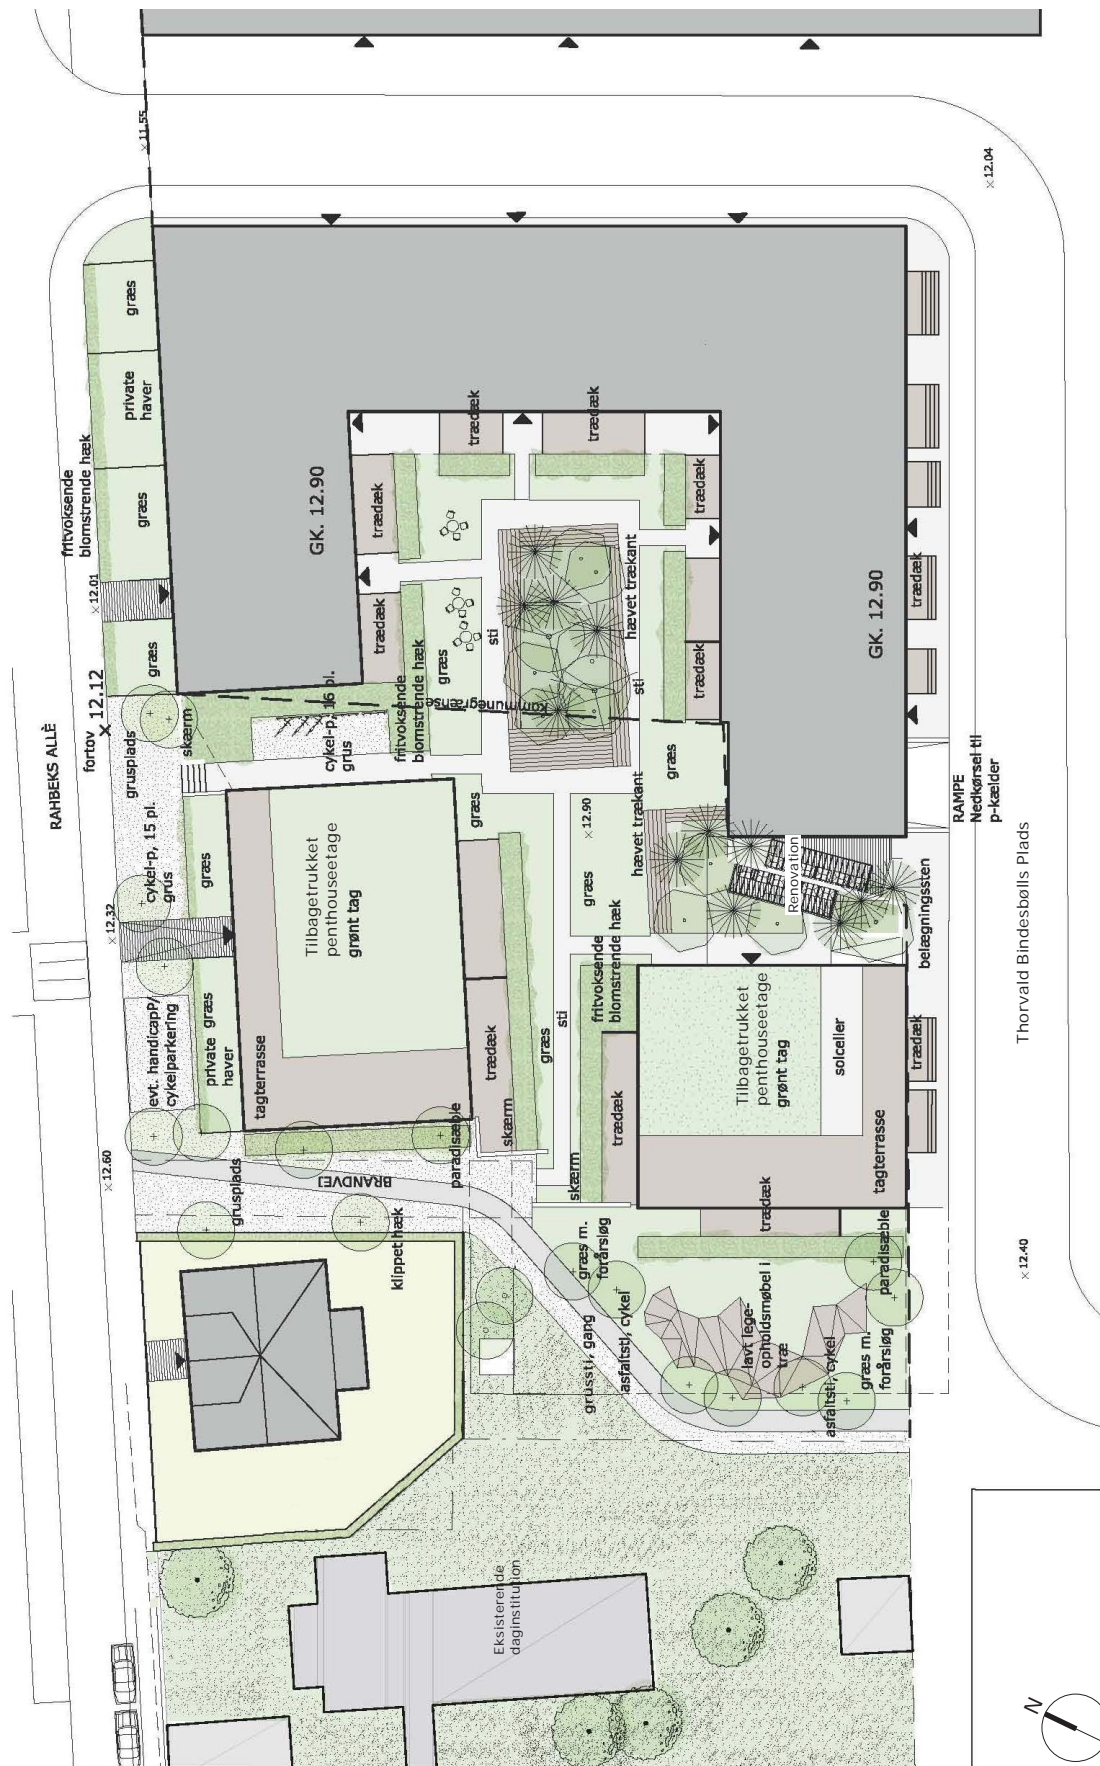 × 11.55
× 12.04
græs
private
haver
græs
fritvoksende
blomstrende hæk
× 12.01
græs
GK. 12.90
trædæk
trædæk
trædæk
trædæk
trædæk
trædæk
GK. 12.90
trædæk
hævet trækant
sti
sti
græs
fritvoksende
blomstrende hæk
Kommunegrænse
cykel-p, 16 pl.
grus
RAHBEKS ALLÈ
fortov × 12.12
grusplads
skærm
cykel-p, 15 pl.
grus
græs
× 12.32
Tilbagetrukket
penthouseetage
grønt tag
græs
× 12.90
hævet trækant
græs
græs
Renovation
RAMPE
Nedkørsel til
p-kælder
Thorvald Bindesbølls Plads
belægningssten
fritvoksende
blomstrende hæk
evt. handicapP/
cykelparkering
private græs
haver
tagterrasse
trædæk
skærm
græs
sti
trædæk
skærm
Tilbagetrukket
penthouseetage
grønt tag
solceller
trædæk
tagterrasse
× 12.60
BRANDVEJ
paradisæble
grusplads
klippet hæk
græs m.
forårsløg
trædæk
paradisæble
× 12.40
grussti, gang
asfaltsti, cykel
lavt lege-
opholdsmøbel i
træ
asfaltsti, cykel
græs m.
forårsløg
Eksisterende
daginstitution
N